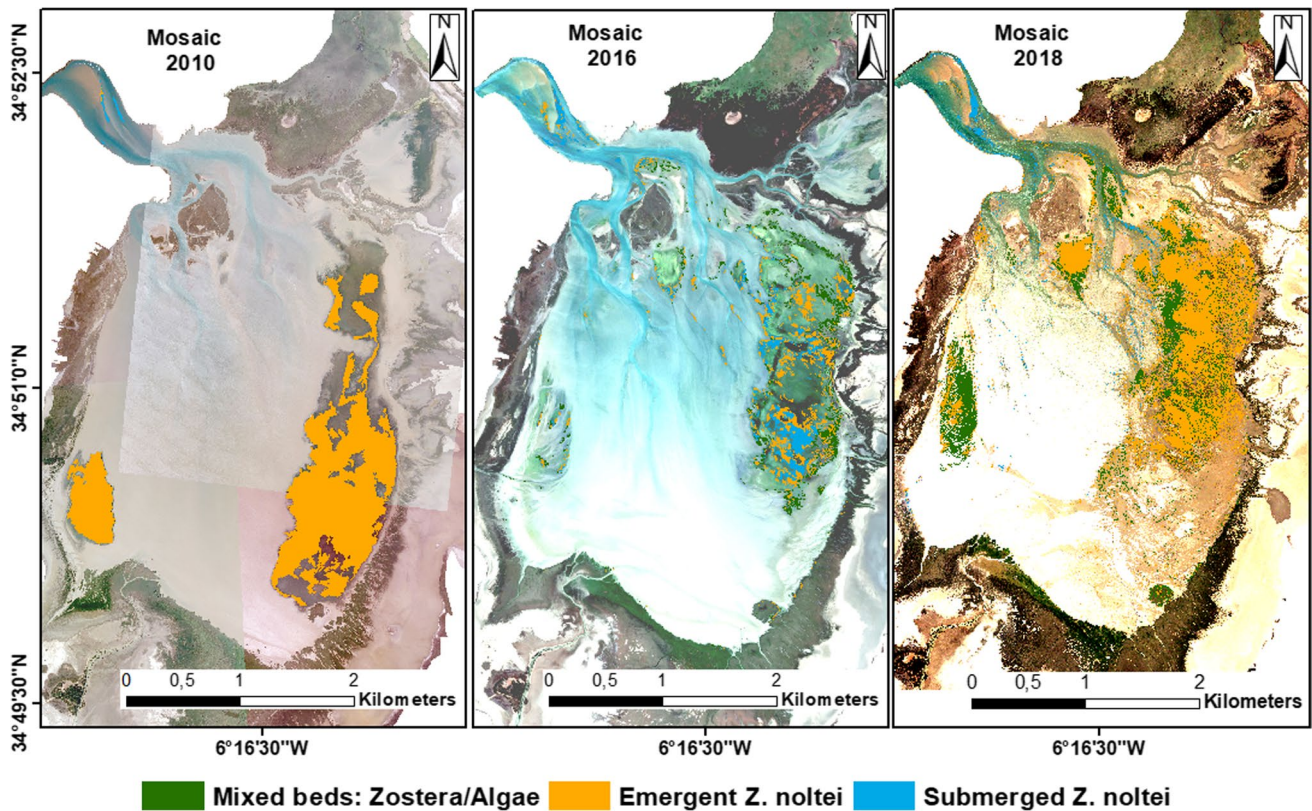 Mosaic
2010
N
Mosaic
2016
N
Mosaic
2018
N
34°52'30"N
34°51'0"N
34°49'30"N
0 0,5 1 2
Kilometers
0 0,5 1 2
Kilometers
0 0,5 1 2
Kilometers
6°16'30"W
6°16'30"W
6°16'30"W
Mixed beds: Zostera/Algae Emergent Z. noltei Submerged Z. noltei